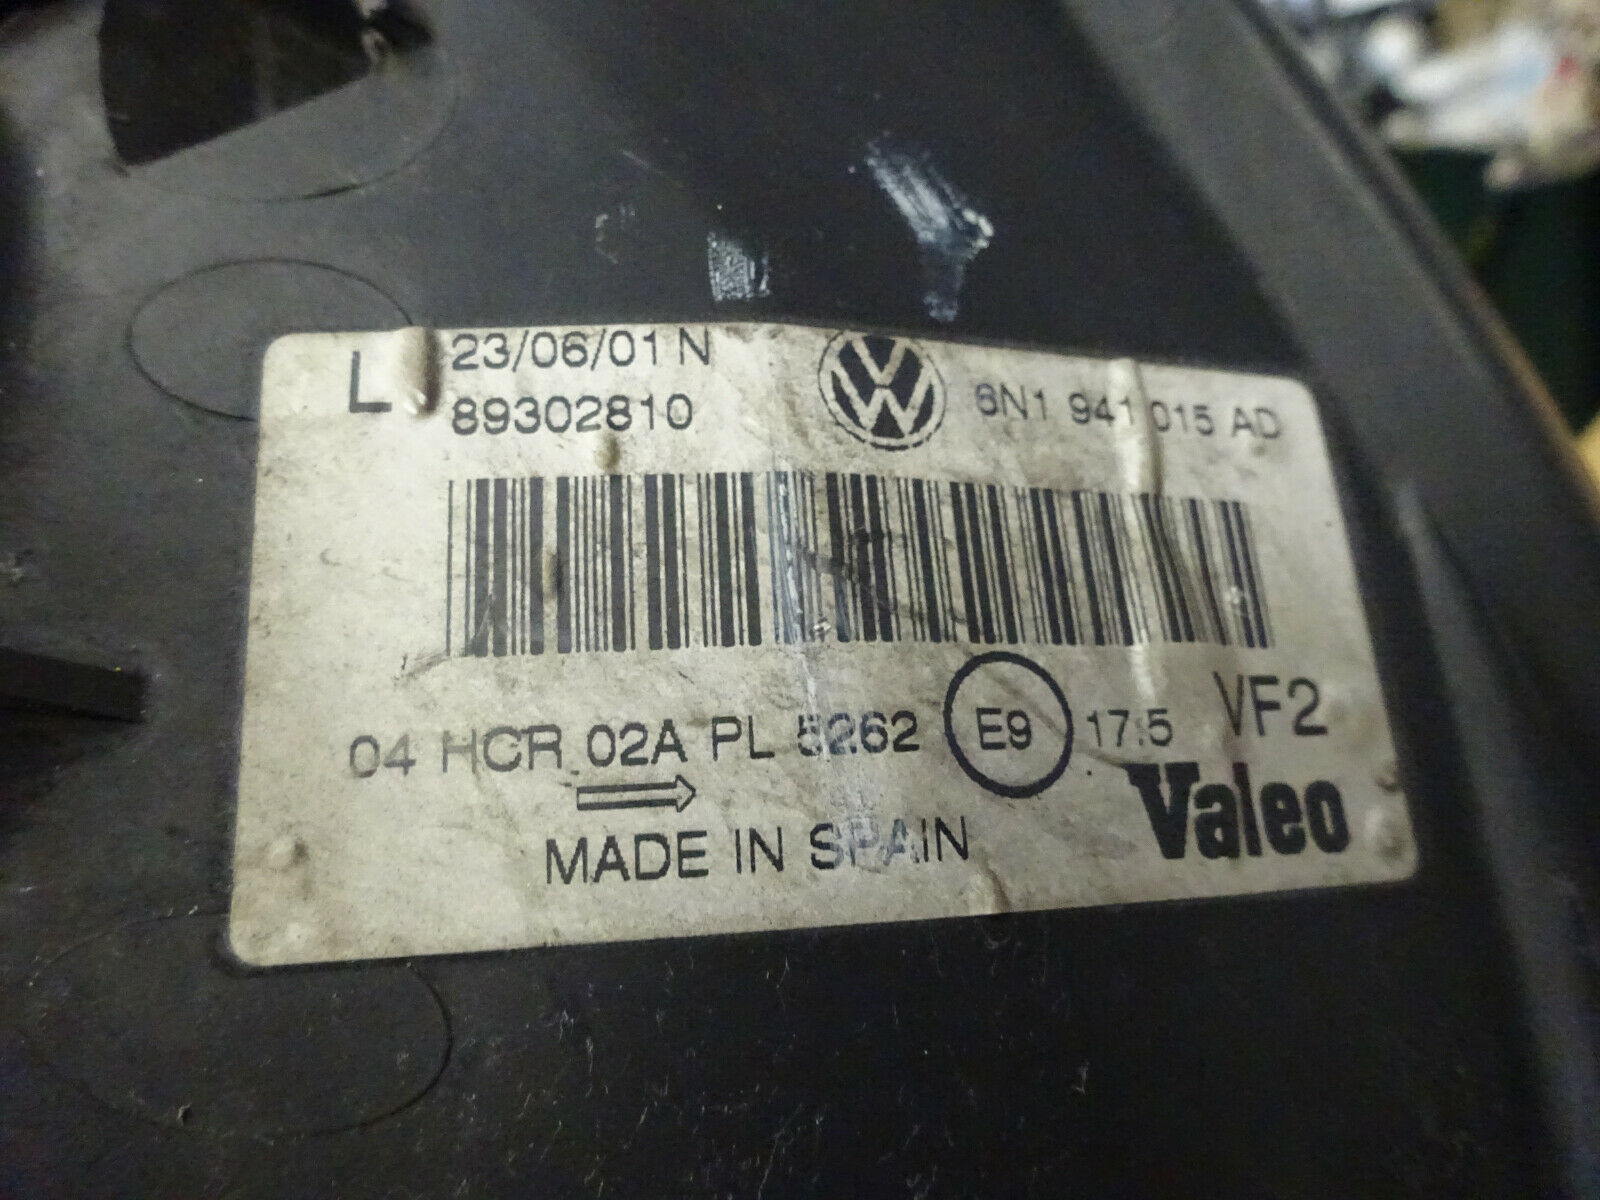 L 23/06/01 N
89302810
6N1 941 015 AD
04 HCR 02A PL 5262 E9 17.5 VF2
MADE IN SPAIN
Valeo